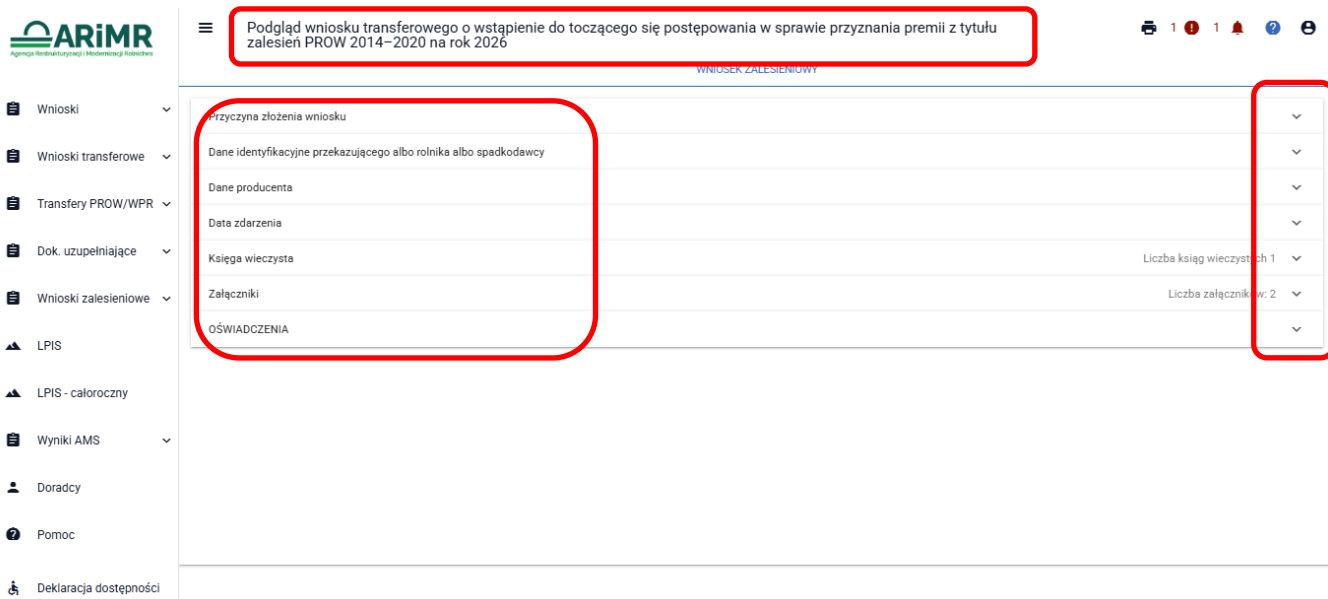 ARiMR
Agencja Restrukturyzacji i Modernizacji Rolnictwa
Podgląd wniosku transferowego o wstąpienie do toczącego się postępowania w sprawie przyznania premii z tytułu
zalesień PROW 2014–2020 na rok 2026
1 1
WNIOSEK ZALESIENIOWY
Wnioski
Wnioski transferowe
Transfery PROW/WPR
Dok. uzupełniające
Wnioski zalesieniowe
LPIS
LPIS - całoroczny
Wyniki AMS
Doradcy
Pomoc
Deklaracja dostępności
Przyczyna złożenia wniosku
Dane identyfikacyjne przekazującego albo rolnika albo spadkodawcy
Dane producenta
Data zdarzenia
Księga wieczysta Liczba ksiąg wieczystych 1
Załączniki Liczba załączników: 2
OŚWIADCZENIA